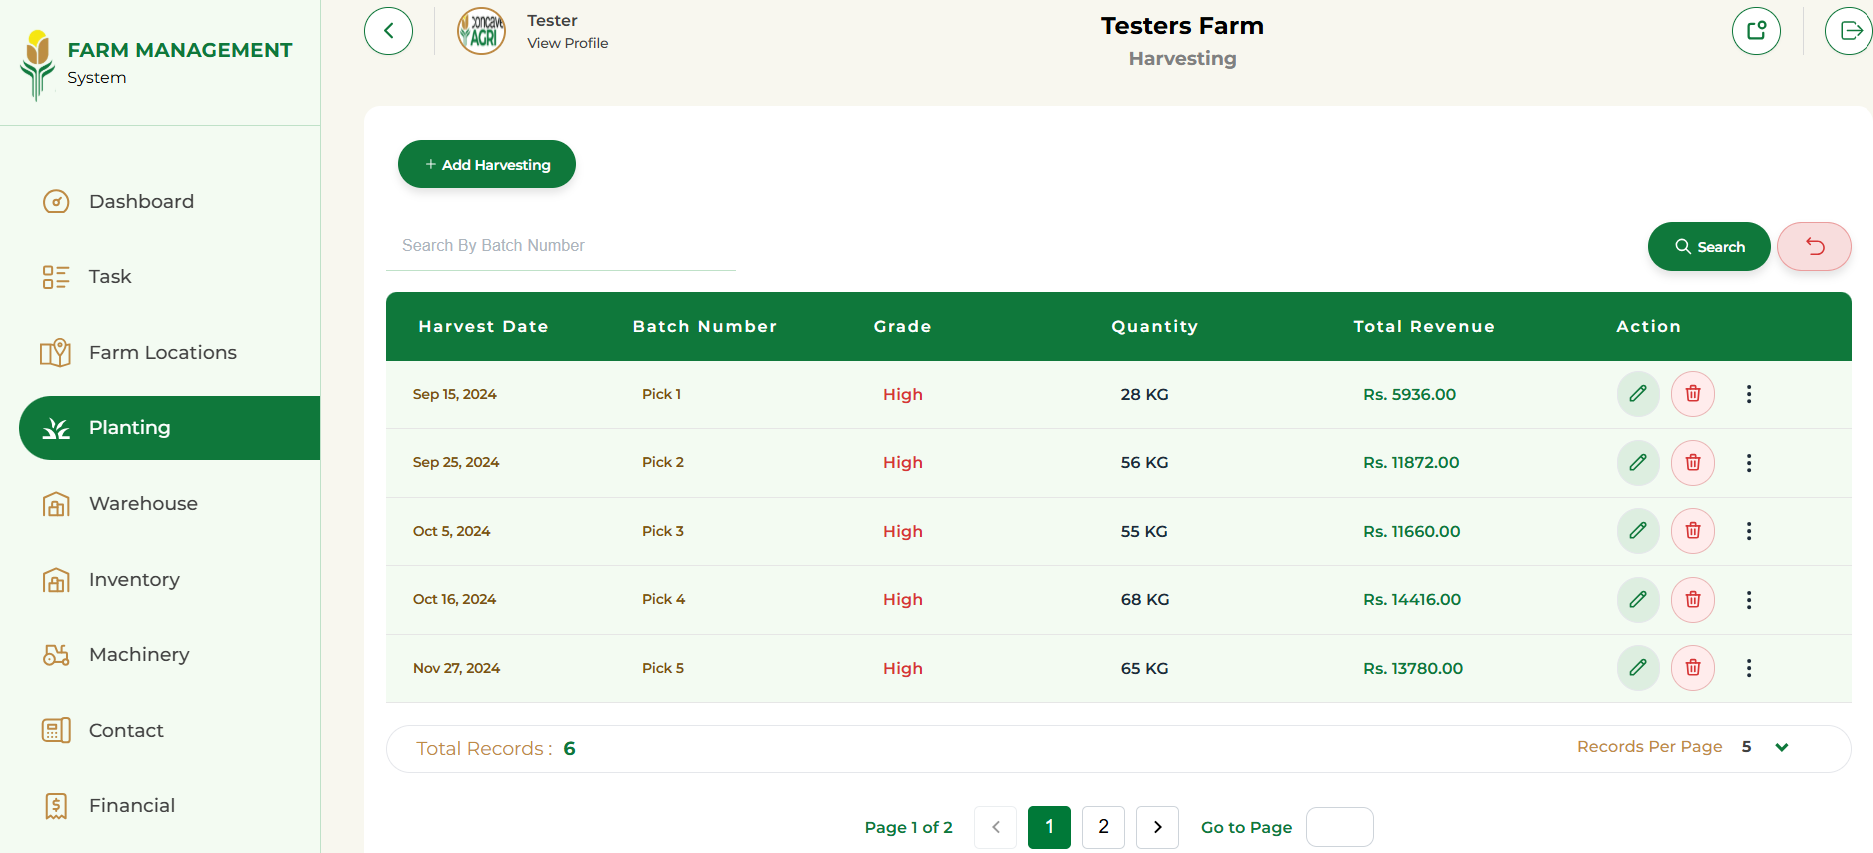 FARM MANAGEMENT
System
Dashboard
Task
Farm Locations
Planting
Warehouse
Inventory
Machinery
Contact
Financial
AGRI
Tester
View Profile
Testers Farm
Harvesting
+ Add Harvesting
Search By Batch Number
Search
Harvest Date Batch Number Grade Quantity Total Revenue Action
Sep 15, 2024 Pick 1 High 28 KG Rs. 5936.00
Sep 25, 2024 Pick 2 High 56 KG Rs. 11872.00
Oct 5, 2024 Pick 3 High 55 KG Rs. 11660.00
Oct 16, 2024 Pick 4 High 68 KG Rs. 14416.00
Nov 27, 2024 Pick 5 High 65 KG Rs. 13780.00
Total Records : 6 Records Per Page 5
Page 1 of 2 1 2 Go to Page